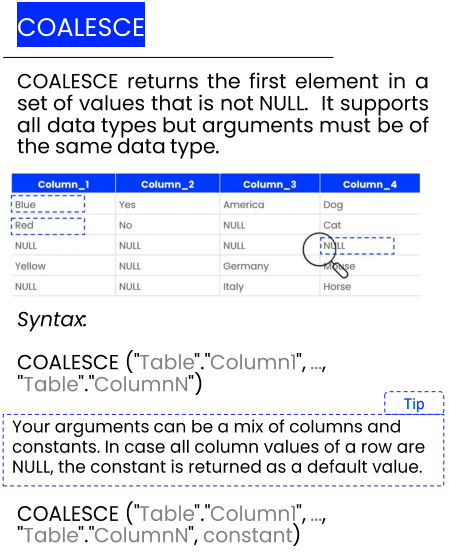 COALESCE
COALESCE returns the first element in a
set of values that is not NULL. It supports
all data types but arguments must be of
the same data type.
Column_1 Column_2 Column_3 Column_4
Blue Yes America Dog
Red No NULL Cat
NULL NULL NULL NULL
Yellow NULL Germany Mouse
NULL NULL Italy Horse
Syntax:
COALESCE ("Table"."Column1", ...,
"Table"."ColumnN")
Tip
Your arguments can be a mix of columns and
constants. In case all column values of a row are
NULL, the constant is returned as a default value.
COALESCE ("Table"."Column1", ...,
"Table"."ColumnN", constant)